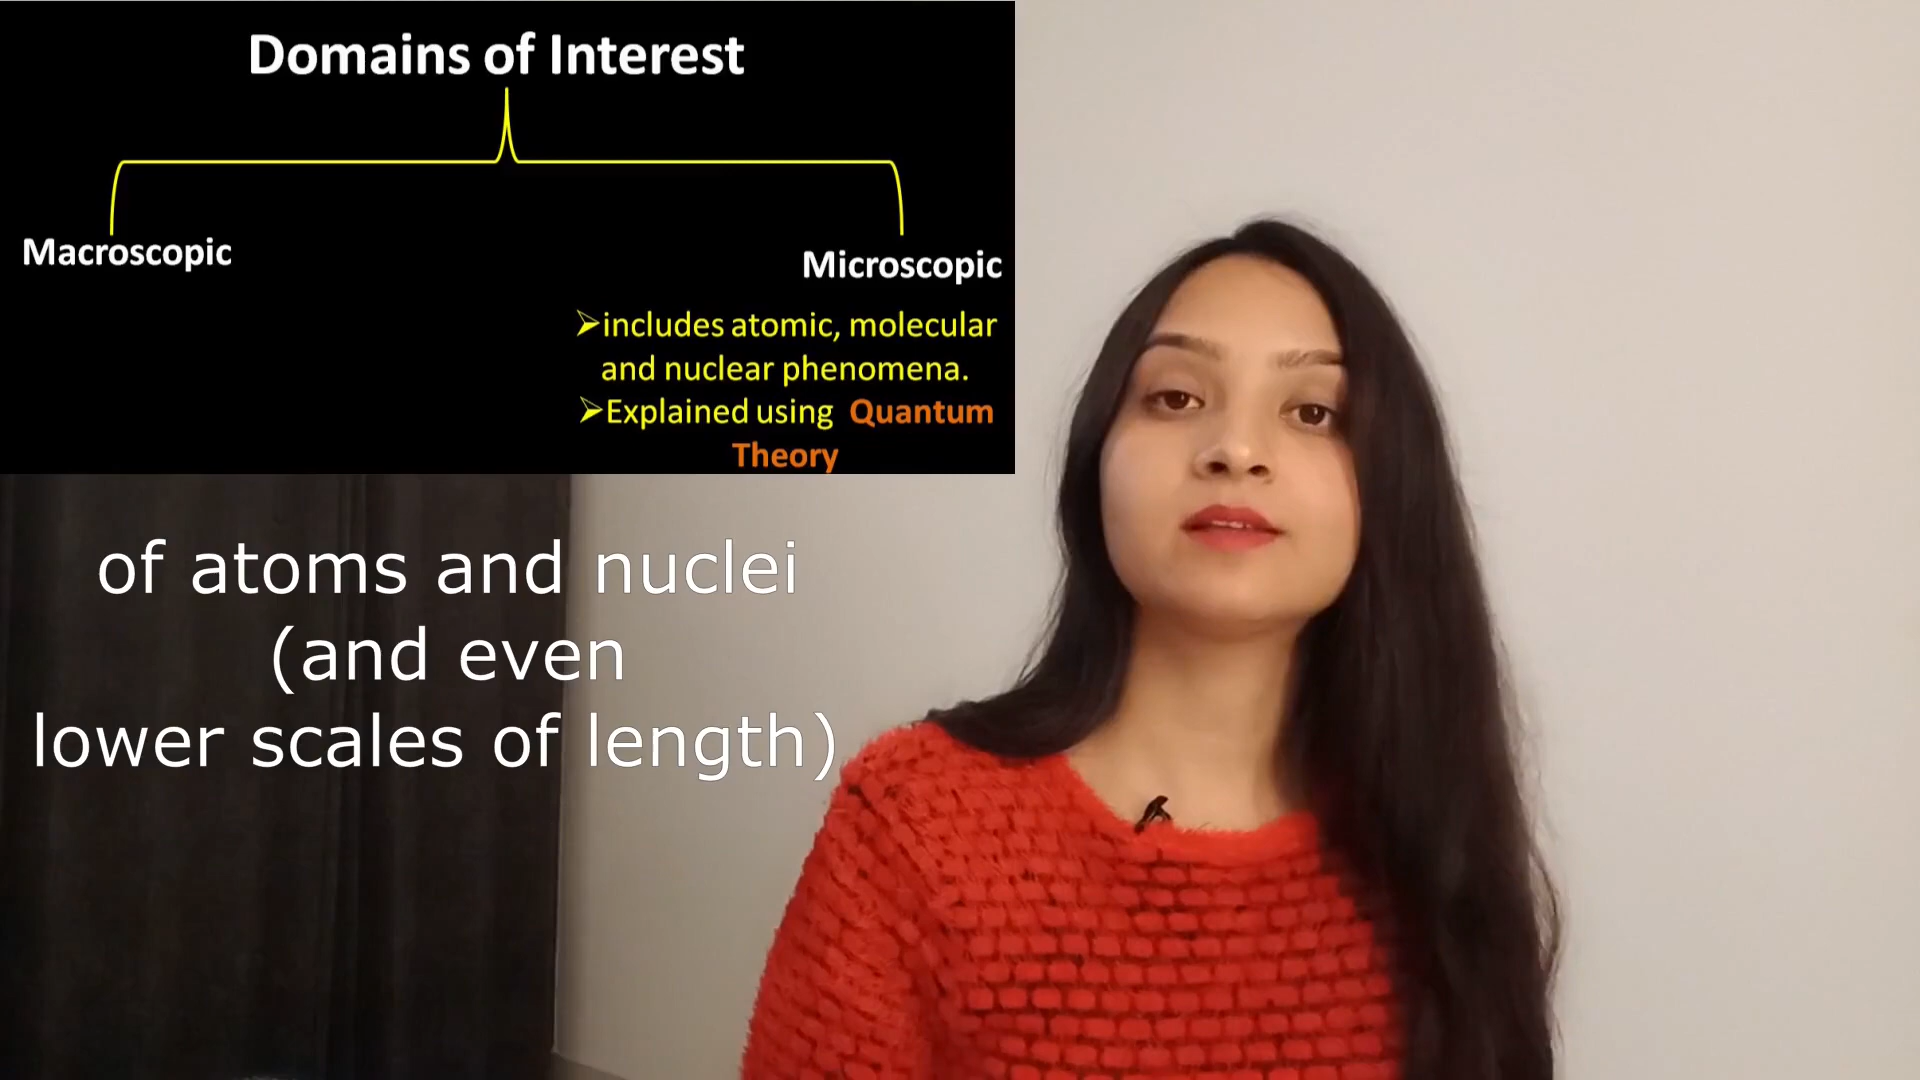 Domains of Interest
Macroscopic
Microscopic
➢includes atomic, molecular
and nuclear phenomena.
➢Explained using Quantum
Theory
of atoms and nuclei
(and even
lower scales of length)